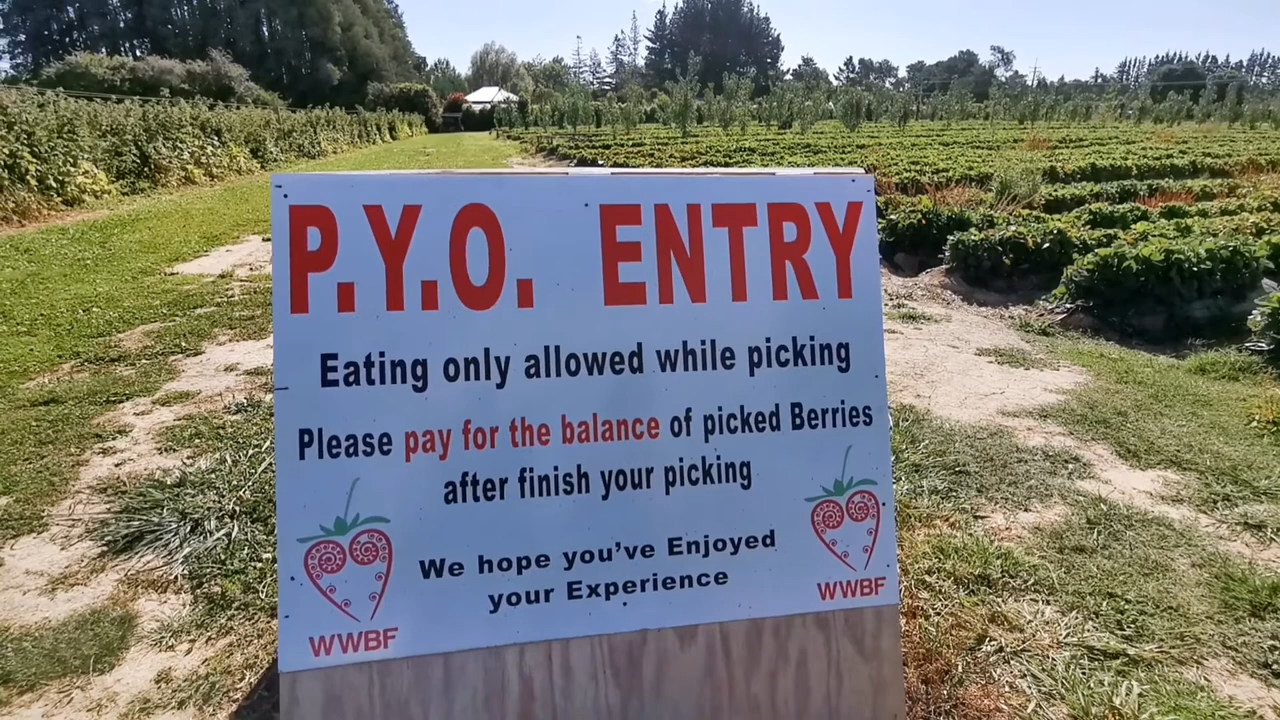 P.Y.O. ENTRY
Eating only allowed while picking
Please pay for the balance of picked Berries
after finish your picking
We hope you've Enjoyed
your Experience
WWBF
WWBF